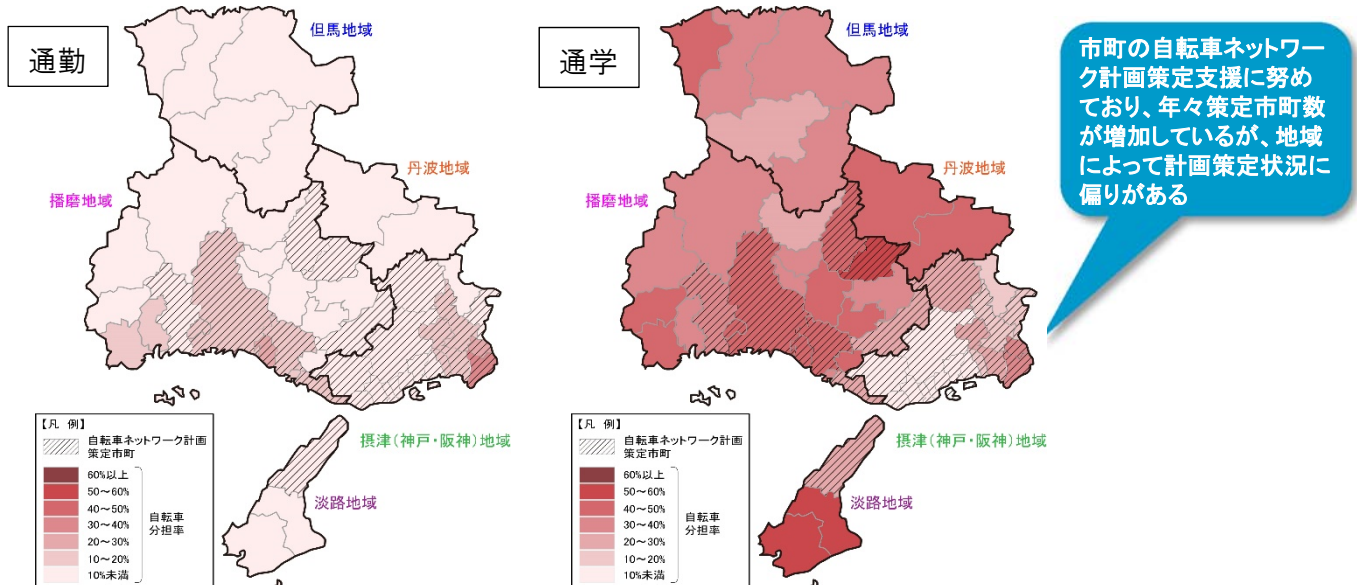 通勤
但馬地域
丹波地域
播磨地域
摂津(神戸・阪神)地域
淡路地域
【凡 例】
自転車ネットワーク計画
策定市町
60%以上
50～60%
40～50%
30～40%
20～30%
10～20%
10%未満
自転車
分担率
通学
但馬地域
丹波地域
播磨地域
摂津(神戸・阪神)地域
淡路地域
【凡 例】
自転車ネットワーク計画
策定市町
60%以上
50～60%
40～50%
30～40%
20～30%
10～20%
10%未満
自転車
分担率
市町の自転車ネットワー
ク計画策定支援に努め
ており、年々策定市町数
が増加しているが、地域
によって計画策定状況に
偏りがある